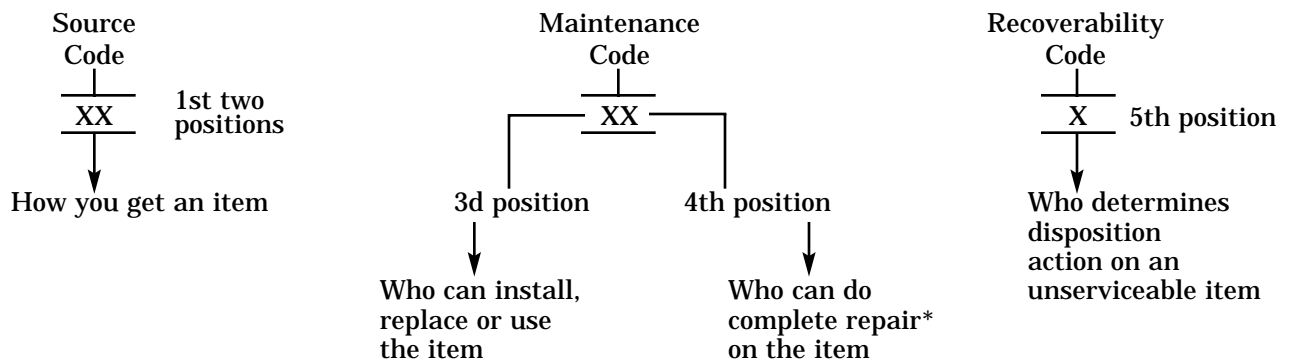 Source
Code
XX
1st two
positions
How you get an item
Maintenance
Code
XX
3d position
4th position
Who can install,
replace or use
the item
Who can do
complete repair*
on the item
Recoverability
Code
X
5th position
Who determines
disposition
action on an
unserviceable item